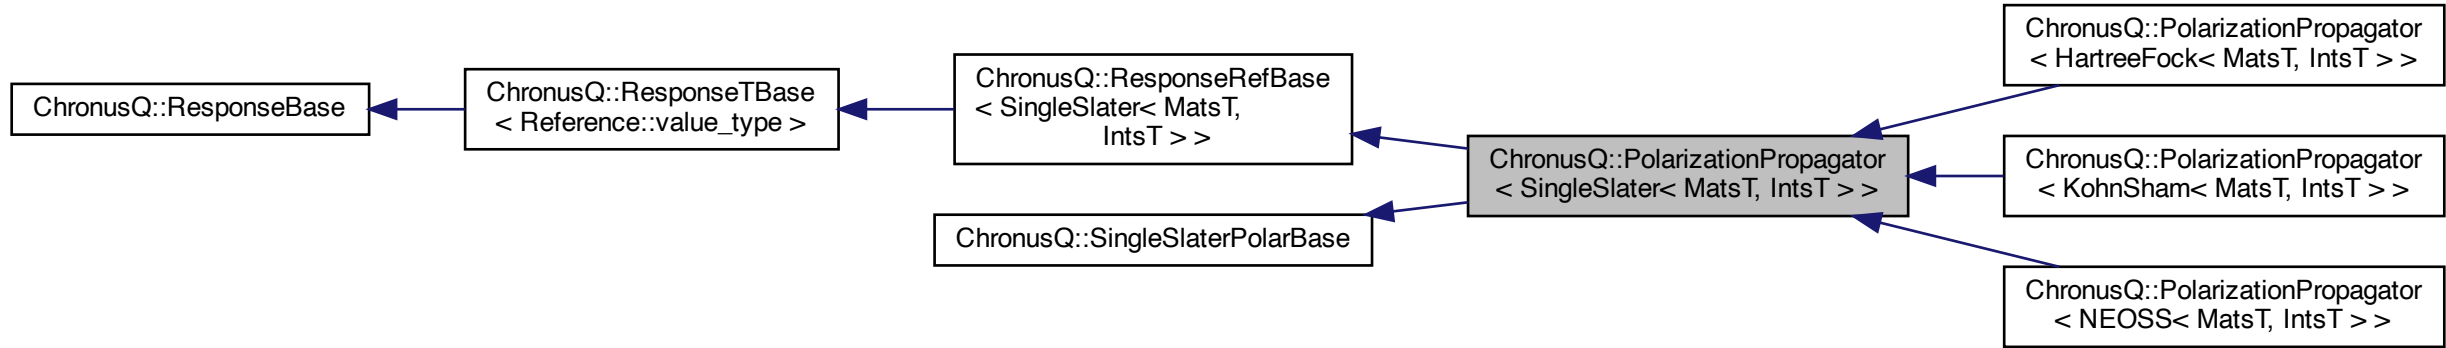 ChronusQ::ResponseBase
ChronusQ::ResponseTBase
< Reference::value_type >
ChronusQ::ResponseRefBase
< SingleSlater< MatsT,
IntsT > >
ChronusQ::SingleSlaterPolarBase
ChronusQ::PolarizationPropagator
< SingleSlater< MatsT, IntsT > >
ChronusQ::PolarizationPropagator
< HartreeFock< MatsT, IntsT > >
ChronusQ::PolarizationPropagator
< KohnSham< MatsT, IntsT > >
ChronusQ::PolarizationPropagator
< NEOSS< MatsT, IntsT > >